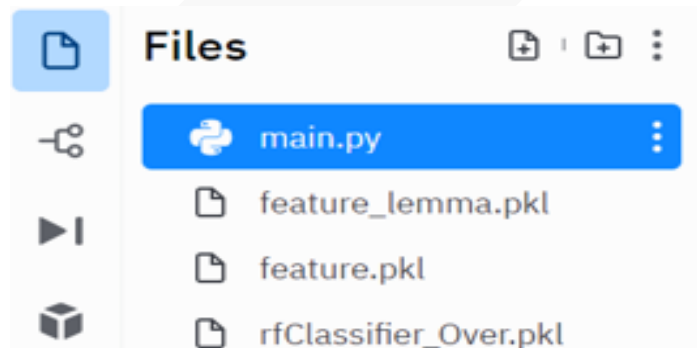 Files
main.py
feature_lemma.pkl
feature.pkl
rfClassifier_Over.pkl